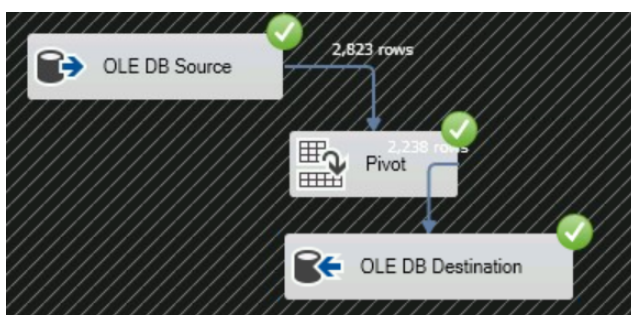 OLE DB Source
2,823 rows
2,238 rows
Pivot
OLE DB Destination